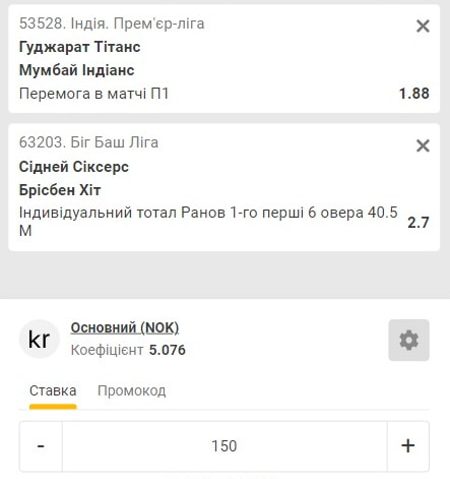 53528. Індія. Прем'єр-ліга
Гуджарат Тітанс
Мумбай Індіанс
Перемога в матчі П1
1.88
63203. Біг Баш Ліга
Сідней Сіксерс
Брісбен Хіт
Індивідуальний тотал Ранов 1-го перші 6 овера 40.5
М
2.7
kr
Основний (NOK)
Коефіцієнт 5.076
Ставка Промокод
- 150 +